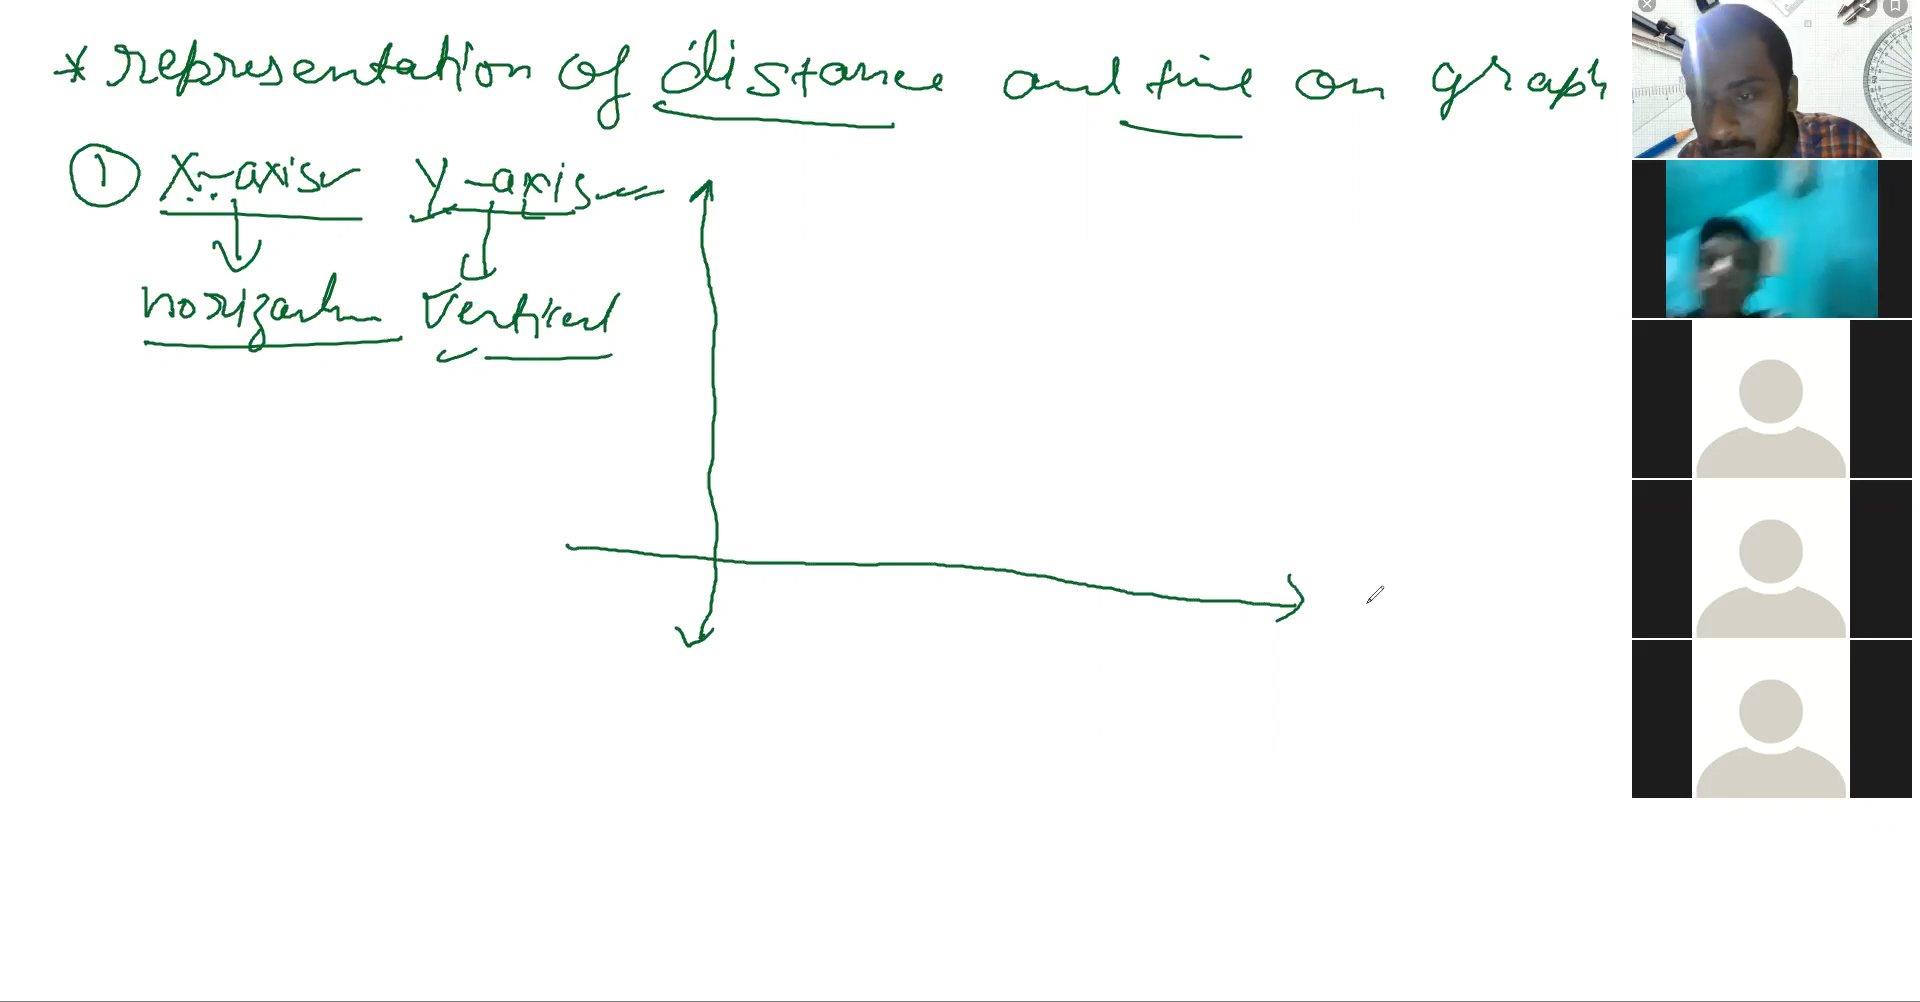 * representation of distance and time on graph
① X-axis Y-axis
horizontal Vertical